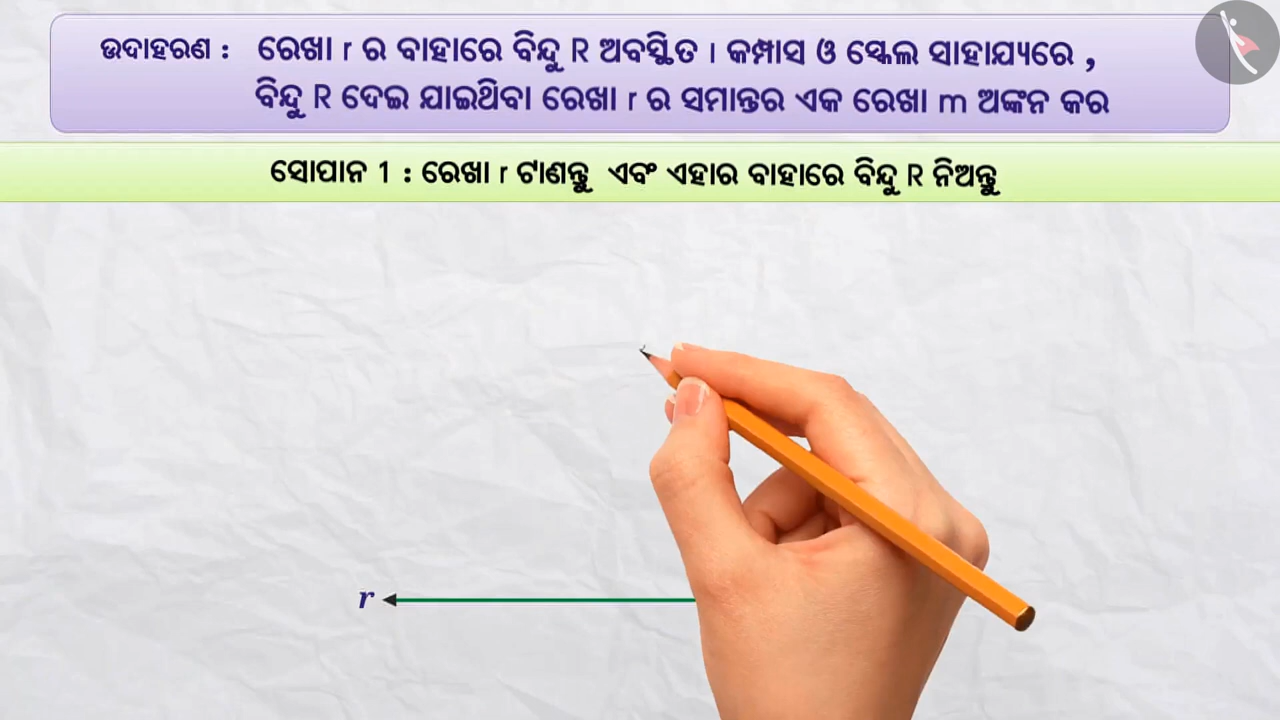 ଉଦାହରଣ : ରେଖା r ର ବାହାରେ ବିନ୍ଦୁ R ଅବସ୍ଥିତ । କମ୍ପାସ ଓ ସ୍କେଲ ସାହାଯ୍ୟରେ ,
ବିନ୍ଦୁ R ଦେଇ ଯାଇଥିବା ରେଖା r ର ସମାନ୍ତର ଏକ ରେଖା m ଅଙ୍କନ କର
ସୋପାନ 1 : ରେଖା r ଟାଣନ୍ତୁ ଏବଂ ଏହାର ବାହାରେ ବିନ୍ଦୁ R ନିଅନ୍ତୁ
r